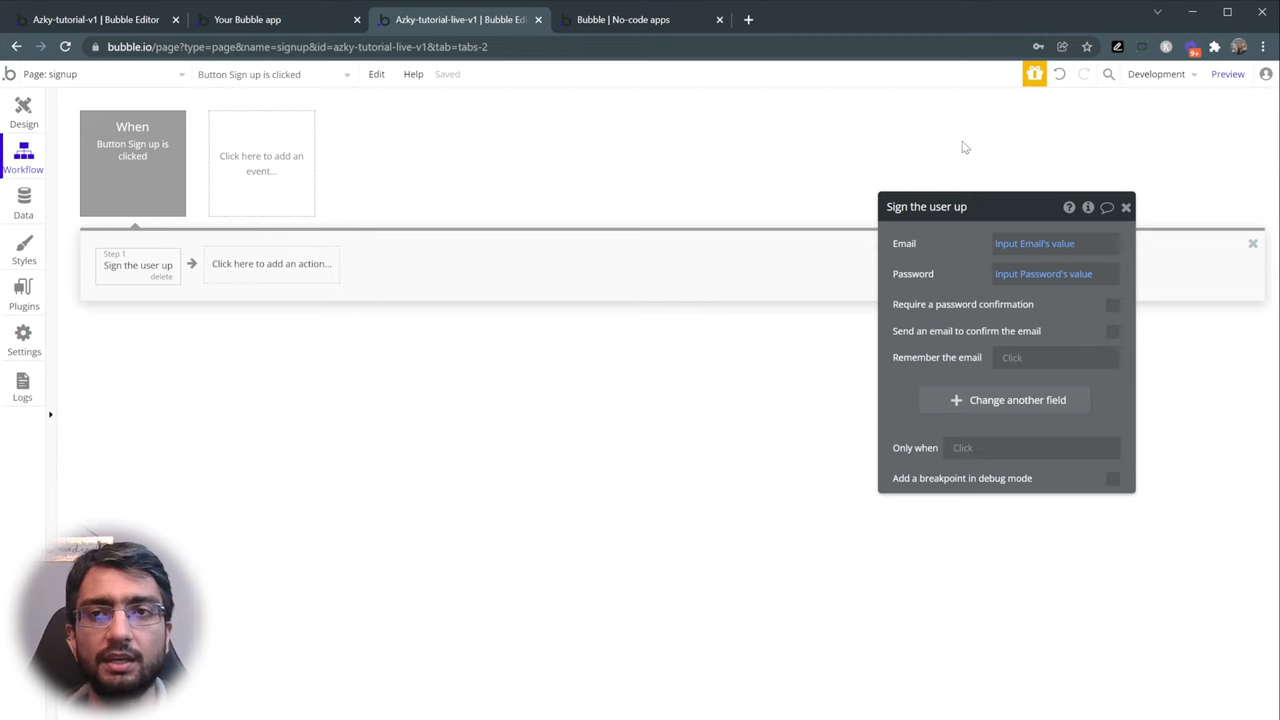 Azky-tutorial-v1 | Bubble Editor
Your Bubble app
Azky-tutorial-live-v1 | Bubble Edi
Bubble | No-code apps
bubble.io/page?type=page&name=signup&id=azky-tutorial-live-v1&tab=tabs-2
9+
Page: signup
Button Sign up is clicked
Edit
Help
Saved
Development
Preview
Design
Workflow
Data
Styles
Plugins
Settings
Logs
When
Button Sign up is
clicked
Click here to add an
event...
Step 1
Sign the user up
delete
Click here to add an action...
Sign the user up
Email
Input Email's value
Password
Input Password's value
Require a password confirmation
Send an email to confirm the email
Remember the email
Click
Change another field
Only when
Click
Add a breakpoint in debug mode